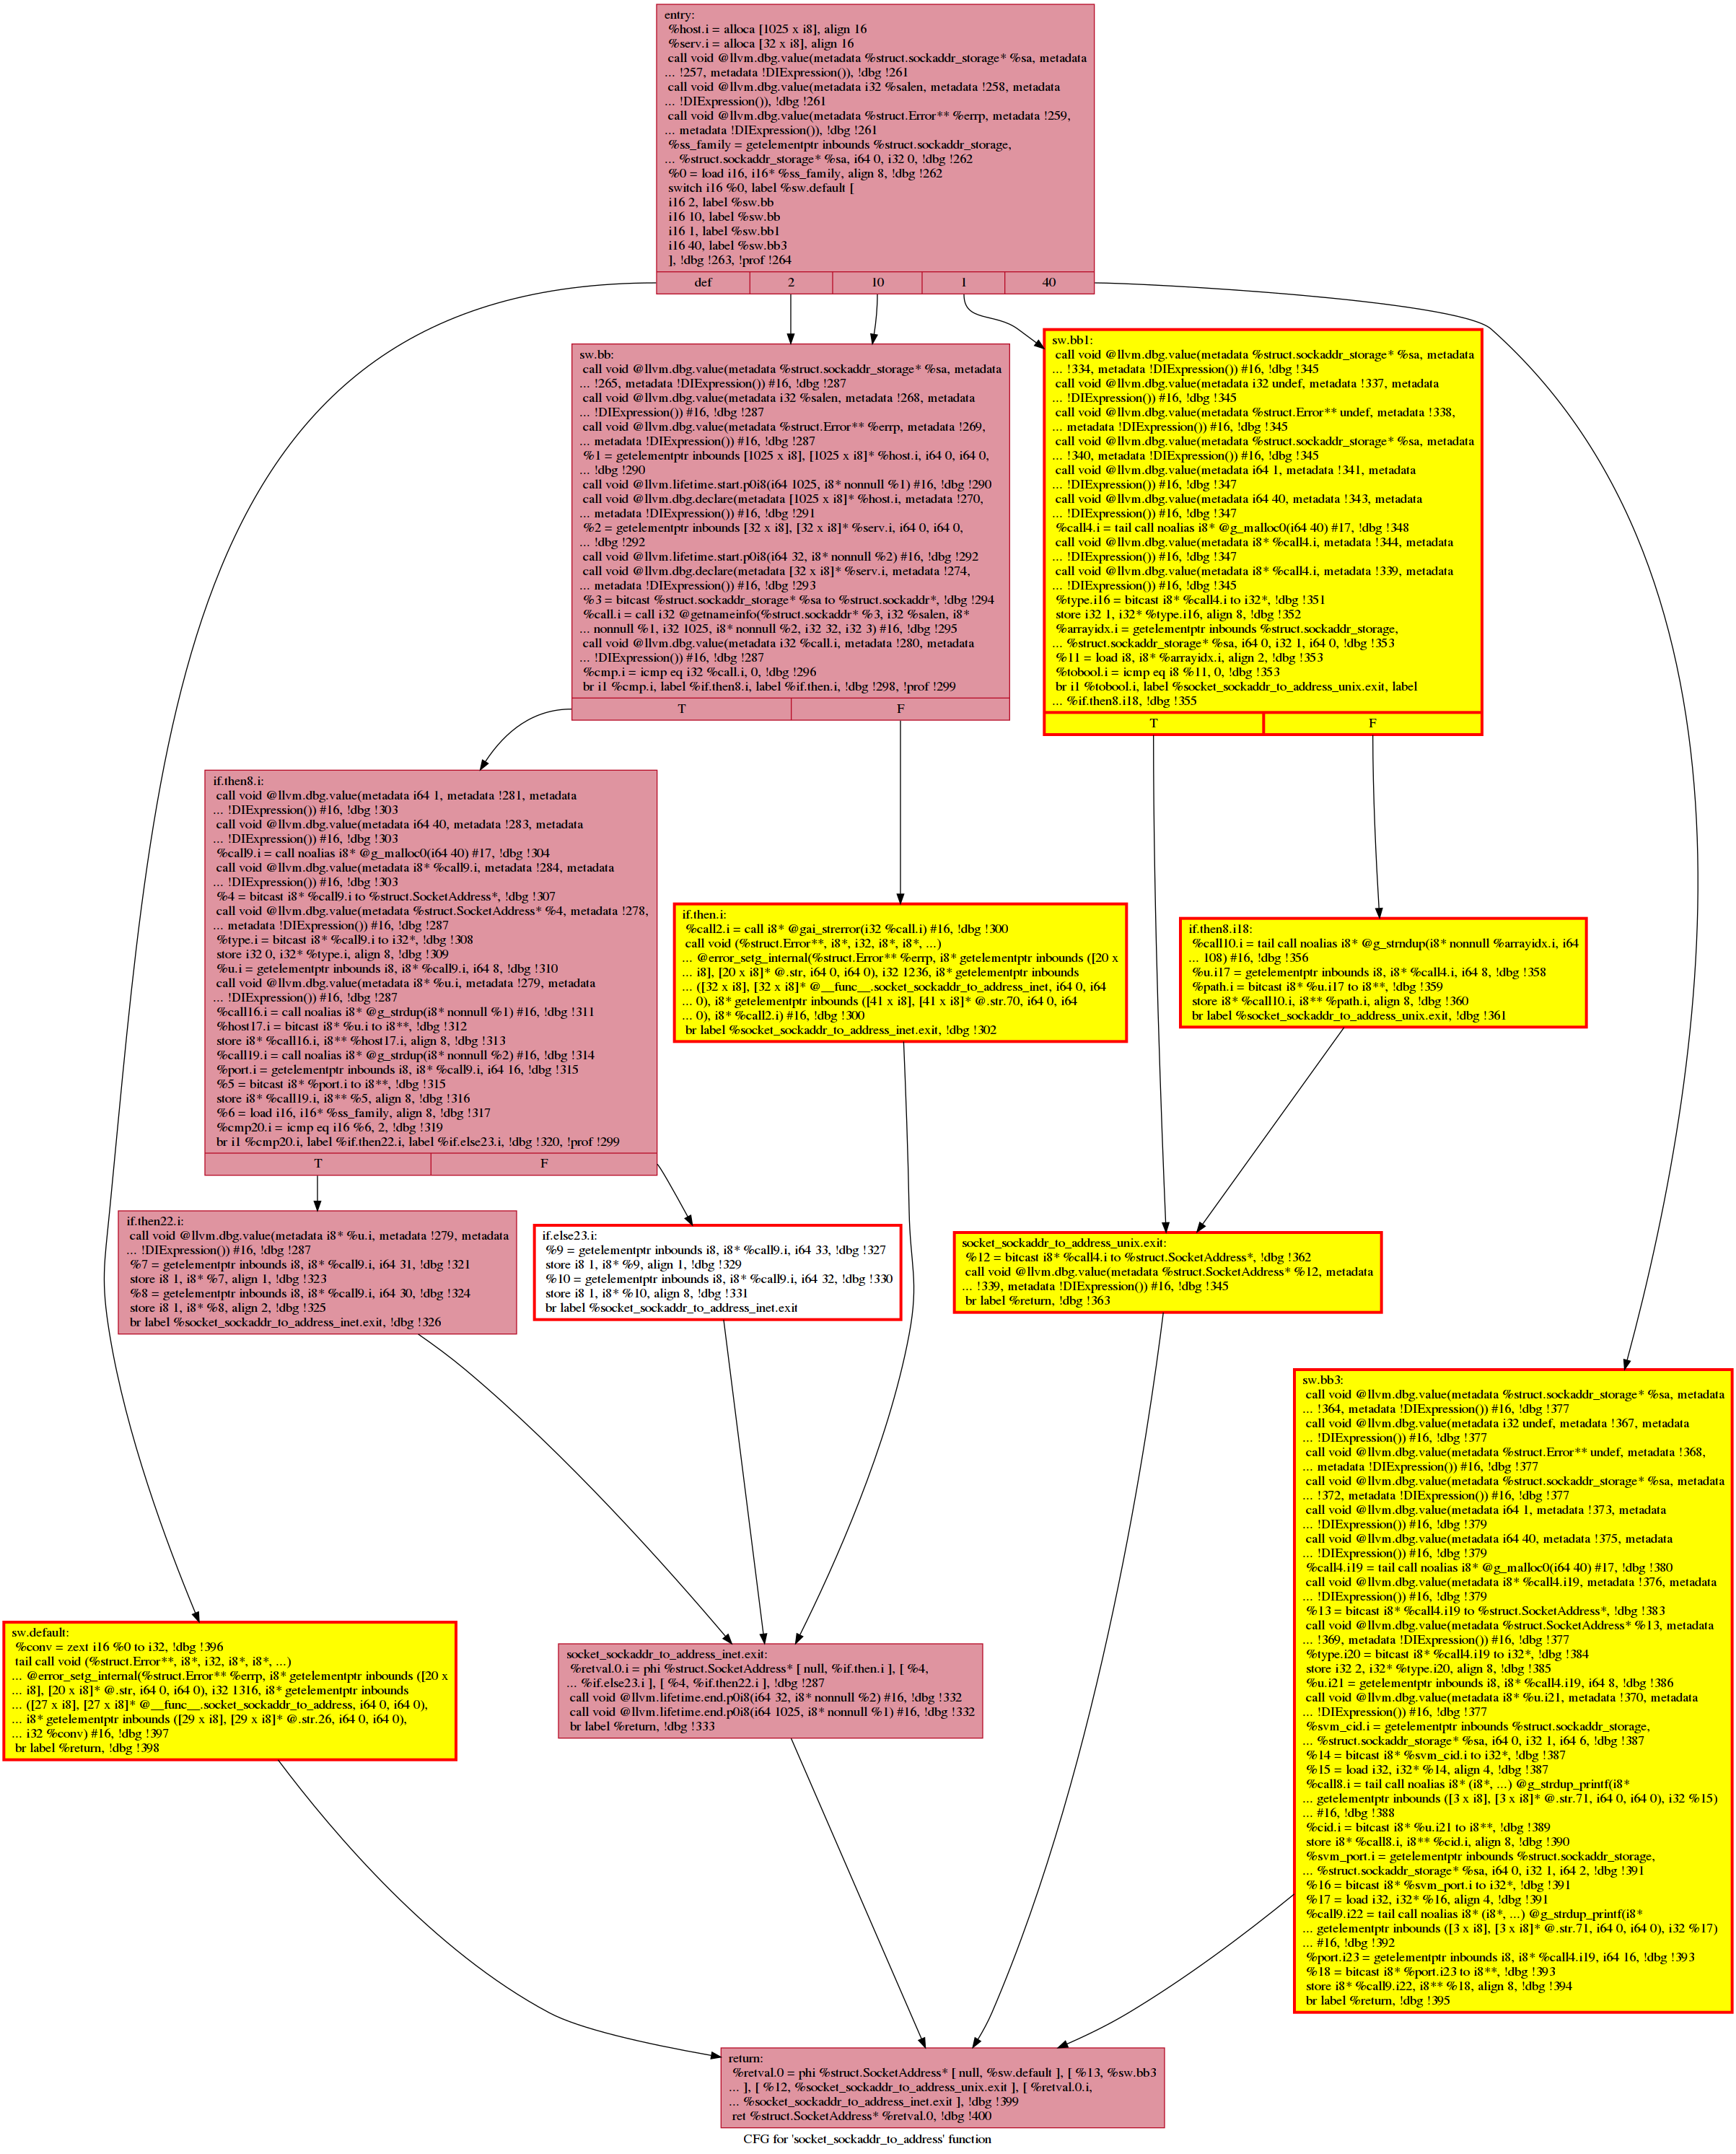 entry:
%host.i = alloca [1025 x i8], align 16
%serv.i = alloca [32 x i8], align 16
call void @llvm.dbg.value(metadata %struct.sockaddr_storage* %sa, metadata
... !257, metadata !DIExpression()), !dbg !261
call void @llvm.dbg.value(metadata i32 %salen, metadata !258, metadata
... !DIExpression()), !dbg !261
call void @llvm.dbg.value(metadata %struct.Error** %errp, metadata !259,
... metadata !DIExpression()), !dbg !261
%ss_family = getelementptr inbounds %struct.sockaddr_storage,
... %struct.sockaddr_storage* %sa, i64 0, i32 0, !dbg !262
%0 = load i16, i16* %ss_family, align 8, !dbg !262
switch i16 %0, label %sw.default [
i16 2, label %sw.bb
i16 10, label %sw.bb
i16 1, label %sw.bb1
i16 40, label %sw.bb3
], !dbg !263, !prof !264
def 2 10 1 40
sw.bb:
call void @llvm.dbg.value(metadata %struct.sockaddr_storage* %sa, metadata
... !265, metadata !DIExpression()) #16, !dbg !287
call void @llvm.dbg.value(metadata i32 %salen, metadata !268, metadata
... !DIExpression()) #16, !dbg !287
call void @llvm.dbg.value(metadata %struct.Error** %errp, metadata !269,
... metadata !DIExpression()) #16, !dbg !287
%1 = getelementptr inbounds [1025 x i8], [1025 x i8]* %host.i, i64 0, i64 0,
... !dbg !290
call void @llvm.lifetime.start.p0i8(i64 1025, i8* nonnull %1) #16, !dbg !290
call void @llvm.dbg.declare(metadata [1025 x i8]* %host.i, metadata !270,
... metadata !DIExpression()) #16, !dbg !291
%2 = getelementptr inbounds [32 x i8], [32 x i8]* %serv.i, i64 0, i64 0,
... !dbg !292
call void @llvm.lifetime.start.p0i8(i64 32, i8* nonnull %2) #16, !dbg !292
call void @llvm.dbg.declare(metadata [32 x i8]* %serv.i, metadata !274,
... metadata !DIExpression()) #16, !dbg !293
%3 = bitcast %struct.sockaddr_storage* %sa to %struct.sockaddr*, !dbg !294
%call.i = call i32 @getnameinfo(%struct.sockaddr* %3, i32 %salen, i8*
... nonnull %1, i32 1025, i8* nonnull %2, i32 32, i32 3) #16, !dbg !295
call void @llvm.dbg.value(metadata i32 %call.i, metadata !280, metadata
... !DIExpression()) #16, !dbg !287
%cmp.i = icmp eq i32 %call.i, 0, !dbg !296
br i1 %cmp.i, label %if.then8.i, label %if.then.i, !dbg !298, !prof !299
T F
sw.bb1:
call void @llvm.dbg.value(metadata %struct.sockaddr_storage* %sa, metadata
... !334, metadata !DIExpression()) #16, !dbg !345
call void @llvm.dbg.value(metadata i32 undef, metadata !337, metadata
... !DIExpression()) #16, !dbg !345
call void @llvm.dbg.value(metadata %struct.Error** undef, metadata !338,
... metadata !DIExpression()) #16, !dbg !345
call void @llvm.dbg.value(metadata %struct.sockaddr_storage* %sa, metadata
... !340, metadata !DIExpression()) #16, !dbg !345
call void @llvm.dbg.value(metadata i64 1, metadata !341, metadata
... !DIExpression()) #16, !dbg !347
call void @llvm.dbg.value(metadata i64 40, metadata !343, metadata
... !DIExpression()) #16, !dbg !347
%call4.i = tail call noalias i8* @g_malloc0(i64 40) #17, !dbg !348
call void @llvm.dbg.value(metadata i8* %call4.i, metadata !344, metadata
... !DIExpression()) #16, !dbg !347
call void @llvm.dbg.value(metadata i8* %call4.i, metadata !339, metadata
... !DIExpression()) #16, !dbg !345
%type.i16 = bitcast i8* %call4.i to i32*, !dbg !351
store i32 1, i32* %type.i16, align 8, !dbg !352
%arrayidx.i = getelementptr inbounds %struct.sockaddr_storage,
... %struct.sockaddr_storage* %sa, i64 0, i32 1, i64 0, !dbg !353
%11 = load i8, i8* %arrayidx.i, align 2, !dbg !353
%tobool.i = icmp eq i8 %11, 0, !dbg !353
br i1 %tobool.i, label %socket_sockaddr_to_address_unix.exit, label
... %if.then8.i18, !dbg !355
T F
if.then8.i:
call void @llvm.dbg.value(metadata i64 1, metadata !281, metadata
... !DIExpression()) #16, !dbg !303
call void @llvm.dbg.value(metadata i64 40, metadata !283, metadata
... !DIExpression()) #16, !dbg !303
%call9.i = call noalias i8* @g_malloc0(i64 40) #17, !dbg !304
call void @llvm.dbg.value(metadata i8* %call9.i, metadata !284, metadata
... !DIExpression()) #16, !dbg !303
%4 = bitcast i8* %call9.i to %struct.SocketAddress*, !dbg !307
call void @llvm.dbg.value(metadata %struct.SocketAddress* %4, metadata !278,
... metadata !DIExpression()) #16, !dbg !287
%type.i = bitcast i8* %call9.i to i32*, !dbg !308
store i32 0, i32* %type.i, align 8, !dbg !309
%u.i = getelementptr inbounds i8, i8* %call9.i, i64 8, !dbg !310
call void @llvm.dbg.value(metadata i8* %u.i, metadata !279, metadata
... !DIExpression()) #16, !dbg !287
%call16.i = call noalias i8* @g_strdup(i8* nonnull %1) #16, !dbg !311
%host17.i = bitcast i8* %u.i to i8**, !dbg !312
store i8* %call16.i, i8** %host17.i, align 8, !dbg !313
%call19.i = call noalias i8* @g_strdup(i8* nonnull %2) #16, !dbg !314
%port.i = getelementptr inbounds i8, i8* %call9.i, i64 16, !dbg !315
%5 = bitcast i8* %port.i to i8**, !dbg !315
store i8* %call19.i, i8** %5, align 8, !dbg !316
%6 = load i16, i16* %ss_family, align 8, !dbg !317
%cmp20.i = icmp eq i16 %6, 2, !dbg !319
br i1 %cmp20.i, label %if.then22.i, label %if.else23.i, !dbg !320, !prof !299
T F
if.then.i:
%call2.i = call i8* @gai_strerror(i32 %call.i) #16, !dbg !300
call void (%struct.Error**, i8*, i32, i8*, i8*, ...)
... @error_setg_internal(%struct.Error** %errp, i8* getelementptr inbounds ([20 x
... i8], [20 x i8]* @.str, i64 0, i64 0), i32 1236, i8* getelementptr inbounds
... ([32 x i8], [32 x i8]* @__func__.socket_sockaddr_to_address_inet, i64 0, i64
... 0), i8* getelementptr inbounds ([41 x i8], [41 x i8]* @.str.70, i64 0, i64
... 0), i8* %call2.i) #16, !dbg !300
br label %socket_sockaddr_to_address_inet.exit, !dbg !302
if.then8.i18:
%call10.i = tail call noalias i8* @g_strndup(i8* nonnull %arrayidx.i, i64
... 108) #16, !dbg !356
%u.i17 = getelementptr inbounds i8, i8* %call4.i, i64 8, !dbg !358
%path.i = bitcast i8* %u.i17 to i8**, !dbg !359
store i8* %call10.i, i8** %path.i, align 8, !dbg !360
br label %socket_sockaddr_to_address_unix.exit, !dbg !361
if.then22.i:
call void @llvm.dbg.value(metadata i8* %u.i, metadata !279, metadata
... !DIExpression()) #16, !dbg !287
%7 = getelementptr inbounds i8, i8* %call9.i, i64 31, !dbg !321
store i8 1, i8* %7, align 1, !dbg !323
%8 = getelementptr inbounds i8, i8* %call9.i, i64 30, !dbg !324
store i8 1, i8* %8, align 2, !dbg !325
br label %socket_sockaddr_to_address_inet.exit, !dbg !326
if.else23.i:
%9 = getelementptr inbounds i8, i8* %call9.i, i64 33, !dbg !327
store i8 1, i8* %9, align 1, !dbg !329
%10 = getelementptr inbounds i8, i8* %call9.i, i64 32, !dbg !330
store i8 1, i8* %10, align 8, !dbg !331
br label %socket_sockaddr_to_address_inet.exit
socket_sockaddr_to_address_unix.exit:
%12 = bitcast i8* %call4.i to %struct.SocketAddress*, !dbg !362
call void @llvm.dbg.value(metadata %struct.SocketAddress* %12, metadata
... !339, metadata !DIExpression()) #16, !dbg !345
br label %return, !dbg !363
sw.bb3:
call void @llvm.dbg.value(metadata %struct.sockaddr_storage* %sa, metadata
... !364, metadata !DIExpression()) #16, !dbg !377
call void @llvm.dbg.value(metadata i32 undef, metadata !367, metadata
... !DIExpression()) #16, !dbg !377
call void @llvm.dbg.value(metadata %struct.Error** undef, metadata !368,
... metadata !DIExpression()) #16, !dbg !377
call void @llvm.dbg.value(metadata %struct.sockaddr_storage* %sa, metadata
... !372, metadata !DIExpression()) #16, !dbg !377
call void @llvm.dbg.value(metadata i64 1, metadata !373, metadata
... !DIExpression()) #16, !dbg !379
call void @llvm.dbg.value(metadata i64 40, metadata !375, metadata
... !DIExpression()) #16, !dbg !379
%call4.i19 = tail call noalias i8* @g_malloc0(i64 40) #17, !dbg !380
call void @llvm.dbg.value(metadata i8* %call4.i19, metadata !376, metadata
... !DIExpression()) #16, !dbg !379
%13 = bitcast i8* %call4.i19 to %struct.SocketAddress*, !dbg !383
call void @llvm.dbg.value(metadata %struct.SocketAddress* %13, metadata
... !369, metadata !DIExpression()) #16, !dbg !377
%type.i20 = bitcast i8* %call4.i19 to i32*, !dbg !384
store i32 2, i32* %type.i20, align 8, !dbg !385
%u.i21 = getelementptr inbounds i8, i8* %call4.i19, i64 8, !dbg !386
call void @llvm.dbg.value(metadata i8* %u.i21, metadata !370, metadata
... !DIExpression()) #16, !dbg !377
%svm_cid.i = getelementptr inbounds %struct.sockaddr_storage,
... %struct.sockaddr_storage* %sa, i64 0, i32 1, i64 6, !dbg !387
%14 = bitcast i8* %svm_cid.i to i32*, !dbg !387
%15 = load i32, i32* %14, align 4, !dbg !387
%call8.i = tail call noalias i8* (i8*, ...) @g_strdup_printf(i8*
... getelementptr inbounds ([3 x i8], [3 x i8]* @.str.71, i64 0, i64 0), i32 %15)
... #16, !dbg !388
%cid.i = bitcast i8* %u.i21 to i8**, !dbg !389
store i8* %call8.i, i8** %cid.i, align 8, !dbg !390
%svm_port.i = getelementptr inbounds %struct.sockaddr_storage,
... %struct.sockaddr_storage* %sa, i64 0, i32 1, i64 2, !dbg !391
%16 = bitcast i8* %svm_port.i to i32*, !dbg !391
%17 = load i32, i32* %16, align 4, !dbg !391
%call9.i22 = tail call noalias i8* (i8*, ...) @g_strdup_printf(i8*
... getelementptr inbounds ([3 x i8], [3 x i8]* @.str.71, i64 0, i64 0), i32 %17)
... #16, !dbg !392
%port.i23 = getelementptr inbounds i8, i8* %call4.i19, i64 16, !dbg !393
%18 = bitcast i8* %port.i23 to i8**, !dbg !393
store i8* %call9.i22, i8** %18, align 8, !dbg !394
br label %return, !dbg !395
sw.default:
%conv = zext i16 %0 to i32, !dbg !396
tail call void (%struct.Error**, i8*, i32, i8*, i8*, ...)
... @error_setg_internal(%struct.Error** %errp, i8* getelementptr inbounds ([20 x
... i8], [20 x i8]* @.str, i64 0, i64 0), i32 1316, i8* getelementptr inbounds
... ([27 x i8], [27 x i8]* @__func__.socket_sockaddr_to_address, i64 0, i64 0),
... i8* getelementptr inbounds ([29 x i8], [29 x i8]* @.str.26, i64 0, i64 0),
... i32 %conv) #16, !dbg !397
br label %return, !dbg !398
socket_sockaddr_to_address_inet.exit:
%retval.0.i = phi %struct.SocketAddress* [ null, %if.then.i ], [ %4,
... %if.else23.i ], [ %4, %if.then22.i ], !dbg !287
call void @llvm.lifetime.end.p0i8(i64 32, i8* nonnull %2) #16, !dbg !332
call void @llvm.lifetime.end.p0i8(i64 1025, i8* nonnull %1) #16, !dbg !332
br label %return, !dbg !333
return:
%retval.0 = phi %struct.SocketAddress* [ null, %sw.default ], [ %13, %sw.bb3
... ], [ %12, %socket_sockaddr_to_address_unix.exit ], [ %retval.0.i,
... %socket_sockaddr_to_address_inet.exit ], !dbg !399
ret %struct.SocketAddress* %retval.0, !dbg !400
CFG for 'socket_sockaddr_to_address' function